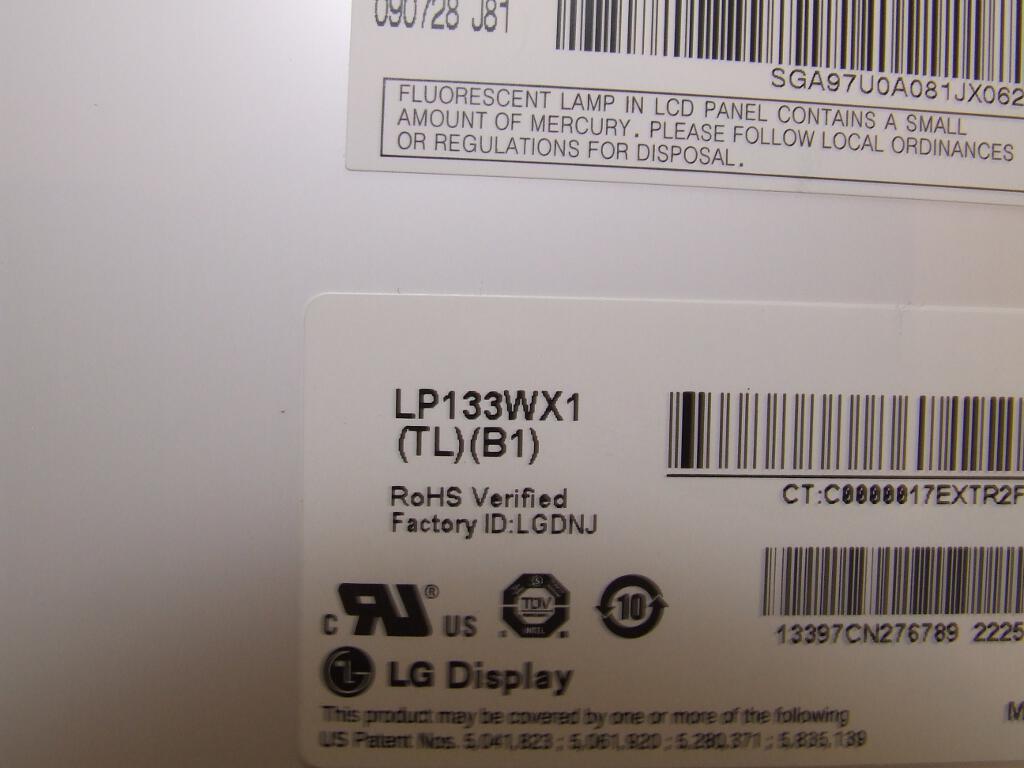 090728 J81
SGA97U0A081JX062
FLUORESCENT LAMP IN LCD PANEL CONTAINS A SMALL
AMOUNT OF MERCURY. PLEASE FOLLOW LOCAL ORDINANCES
OR REGULATIONS FOR DISPOSAL.
LP133WX1
(TL)(B1)
RoHS Verified
Factory ID:LGDNJ
CT:C0000017EXTR2F
13397CN276789 2225
C UR® US
TÜV
10
LG Display
This product may be covered by one or more of the following
US Patent Nos. 5,041,823 ; 5,061,920 ; 5,280,371 ; 5,835,139
M